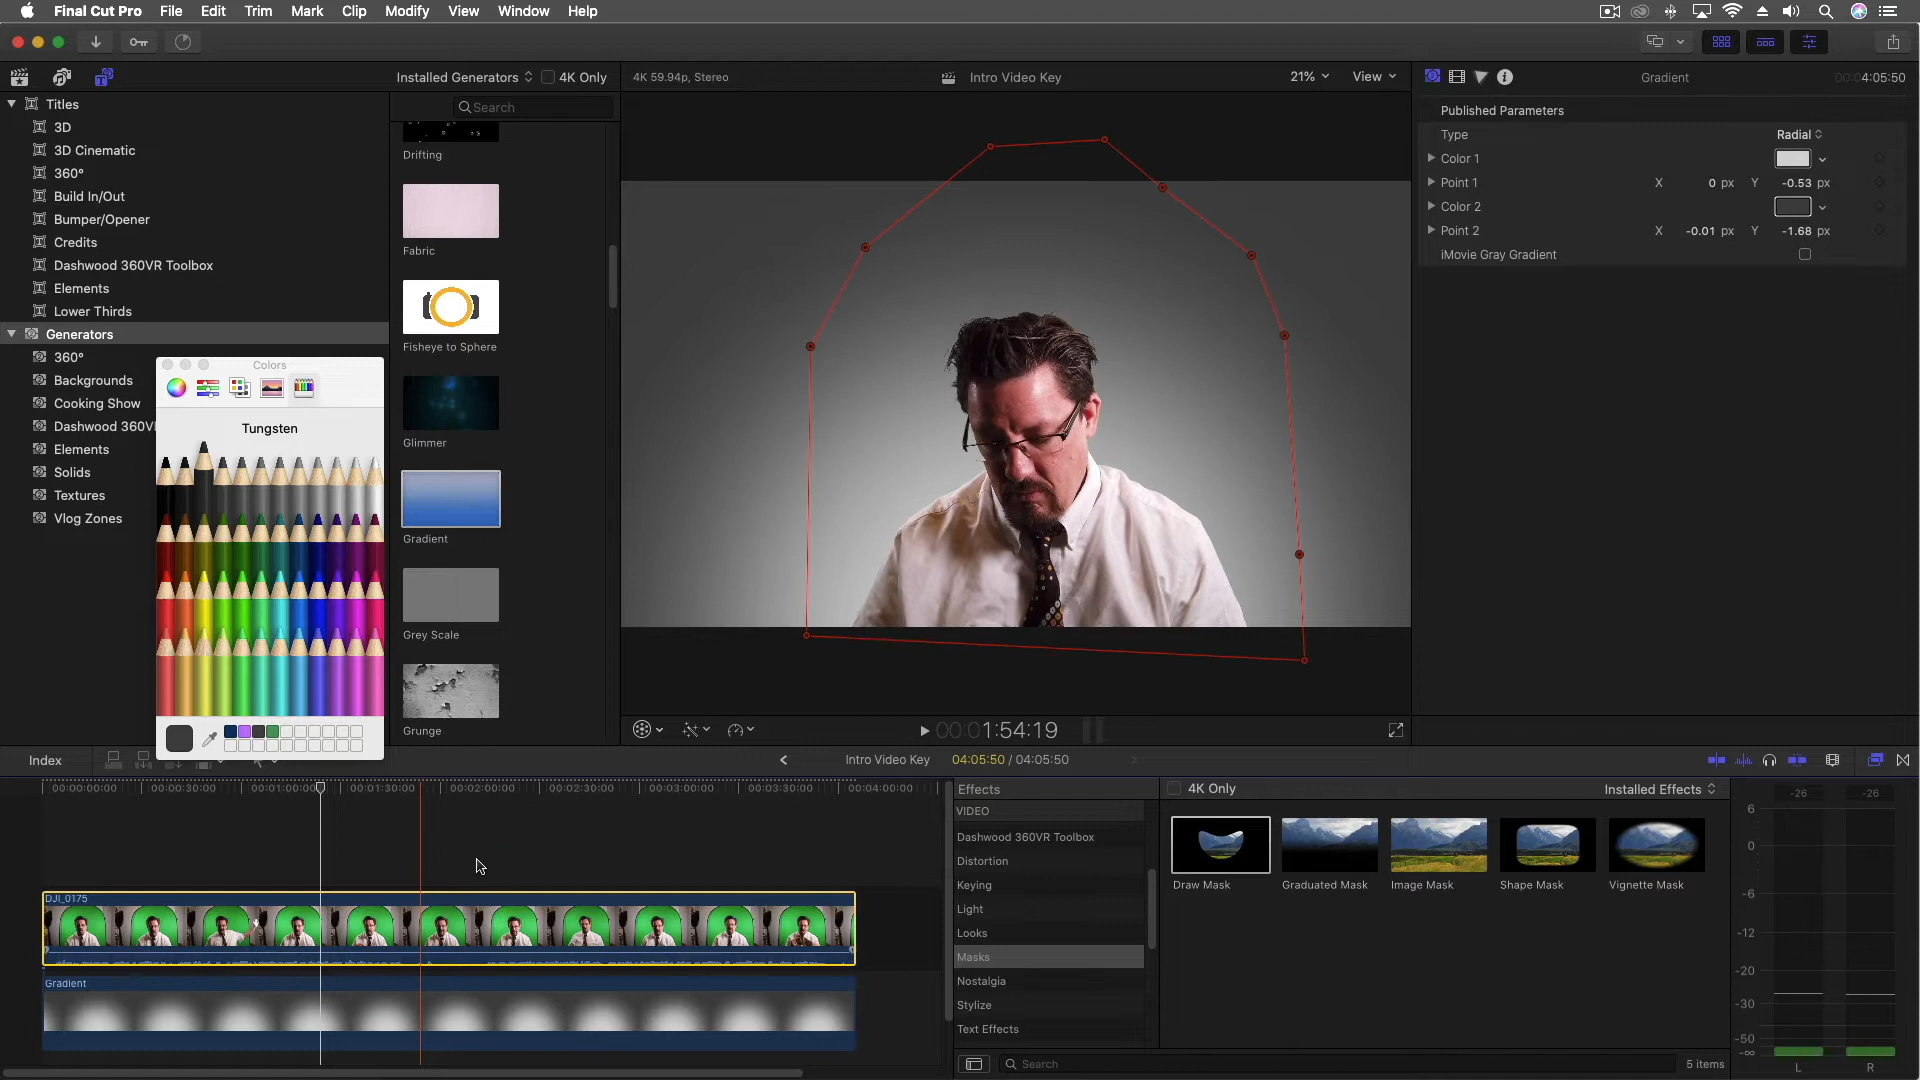 Final Cut Pro File Edit Trim Mark Clip Modify View Window Help
Installed Generators 4K Only
4K 59.94p, Stereo
Intro Video Key
21% View
Gradient
4:05:50
Titles
3D
3D Cinematic
360°
Build In/Out
Bumper/Opener
Credits
Dashwood 360VR Toolbox
Elements
Lower Thirds
Generators
360°
Backgrounds
Cooking Show
Dashwood 360V
Elements
Solids
Textures
Vlog Zones
Colors
Tungsten
Search
Drifting
Fabric
Fisheye to Sphere
Glimmer
Gradient
Grey Scale
Grunge
Published Parameters
Type Radial
Color 1
Point 1 X 0 px Y -0.53 px
Color 2
Point 2 X -0.01 px Y -1.68 px
iMovie Gray Gradient
00:01:54:19
Index
Intro Video Key 04:05:50 / 04:05:50
00:00:00:00 00:00:30:00 00:01:00:00 00:01:30:00 00:02:00:00 00:02:30:00 00:03:00:00 00:03:30:00 00:04:00:00
DJI_0175
Gradient
Effects
VIDEO
Dashwood 360VR Toolbox
Distortion
Keying
Light
Looks
Masks
Nostalgia
Stylize
Text Effects
4K Only
Installed Effects
Draw Mask
Graduated Mask
Image Mask
Shape Mask
Vignette Mask
Search
5 items
-26 -26
6
0
-6
-12
-20
-30
-50
-∞
L R